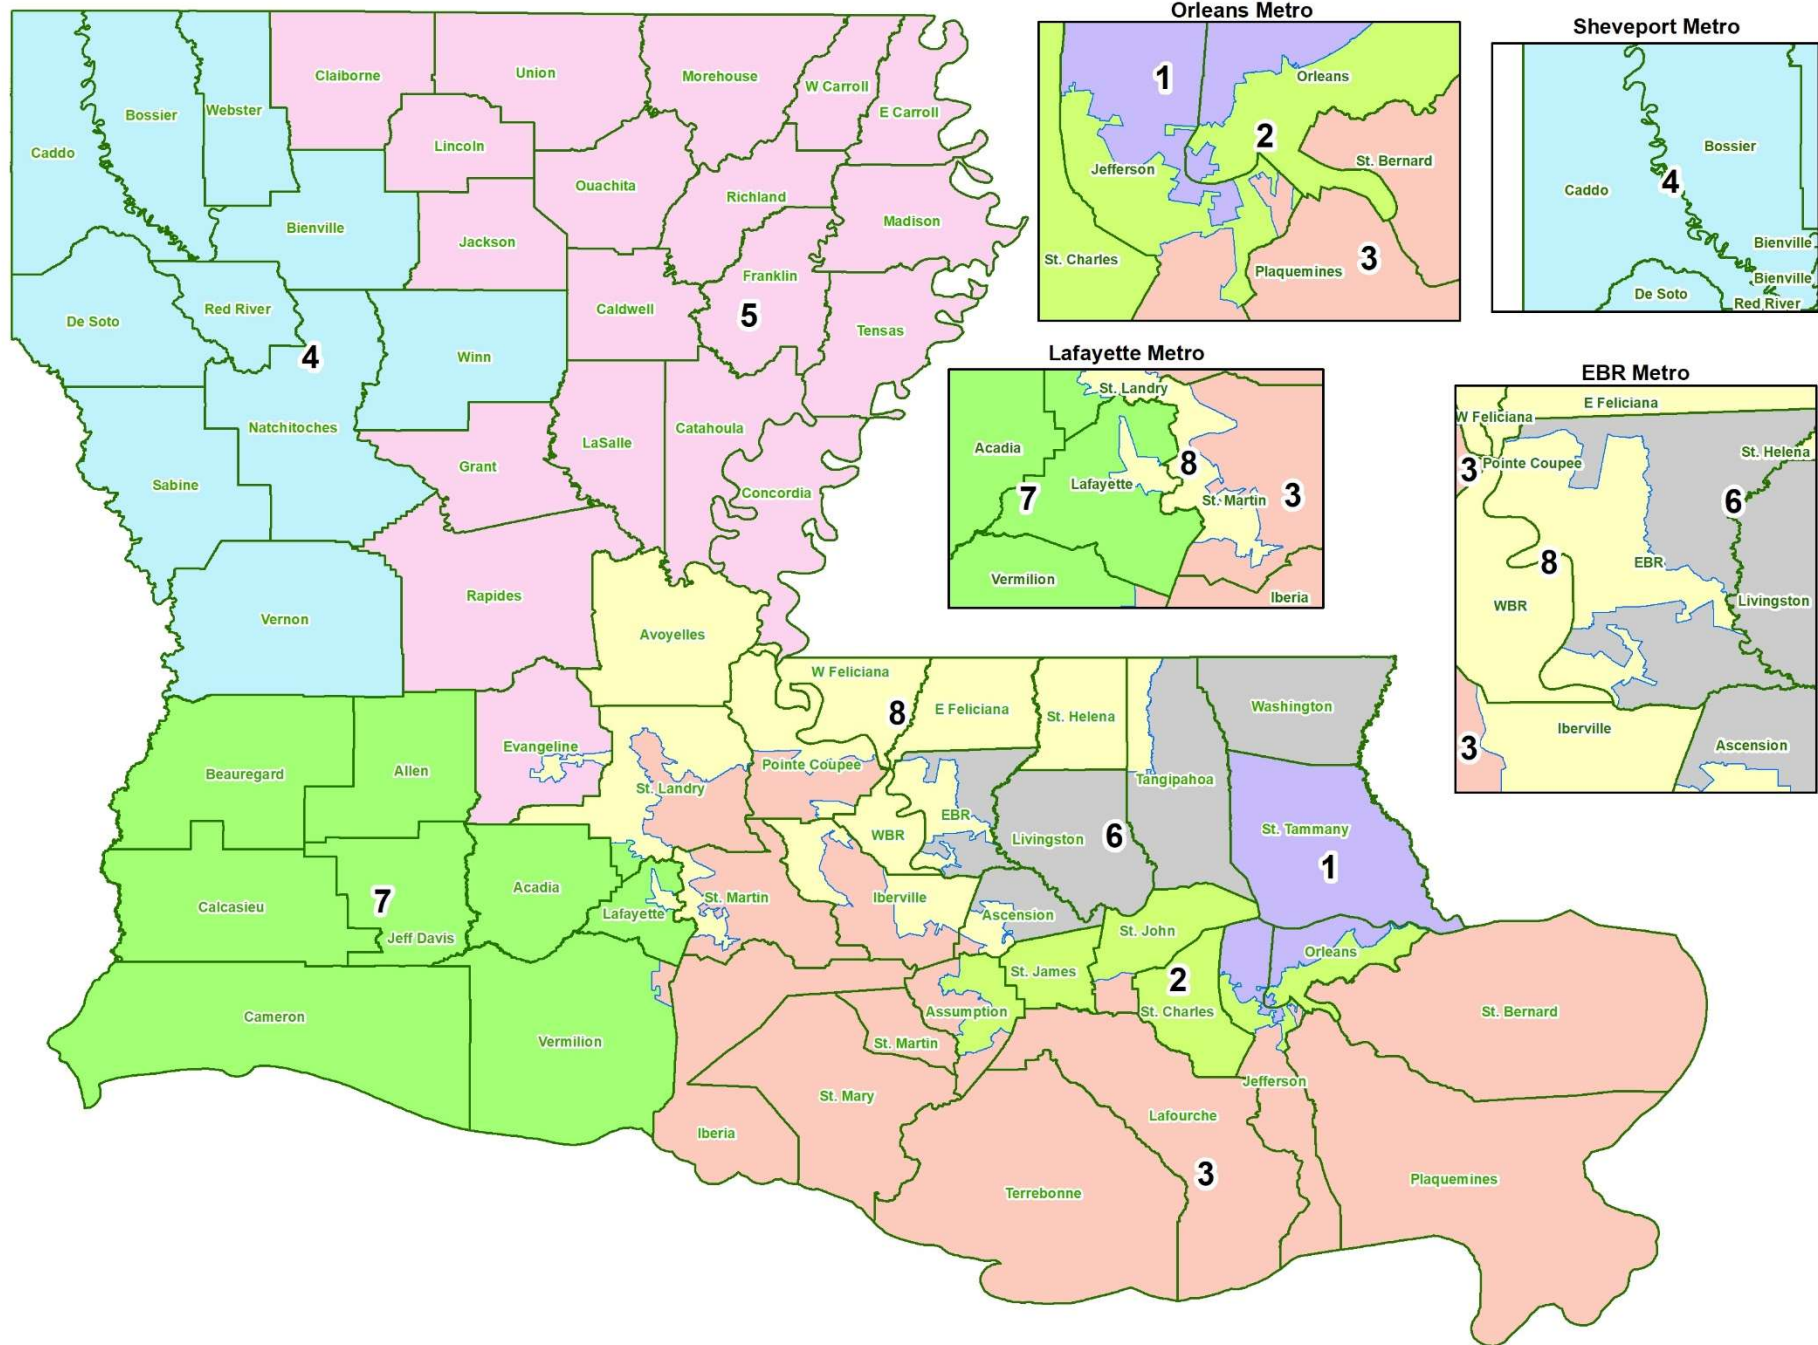 Orleans Metro
Sheveport Metro
Claiborne
Union
Morehouse
W Carroll
E Carroll
Bossier
Webster
Caddo
Lincoln
Ouachita
Richland
Madison
Bienville
Jackson
Franklin
Red River
De Soto
Caldwell
5
Tensas
4
Winn
Natchitoches
LaSalle
Catahoula
Grant
Sabine
Concordia
Rapides
Vernon
Avoyelles
W Feliciana
8
E Feliciana
St. Helena
Washington
Evangeline
Beauregard
Allen
Pointe Coupee
St. Landry
Tangipahoa
EBR
WBR
Livingston
6
St. Tammany
1
Acadia
7
Calcasieu
Jeff Davis
Lafayette
St. Martin
Iberville
Ascension
St. John
Orleans
St. James
2
St. Charles
Assumption
St. Bernard
Cameron
Vermilion
St. Martin
St. Mary
Jefferson
Lafourche
Iberia
Terrebonne
3
Plaquemines
1
Orleans
2
Jefferson
St. Bernard
St. Charles
Plaquemines
3
Bossier
Caddo
4
Bienville
Bienville
De Soto
Red River
Lafayette Metro
St. Landry
Acadia
8
Lafayette
7
St. Martin
3
Vermilion
Iberia
EBR Metro
E Feliciana
W Feliciana
St. Helena
3
Pointe Coupee
6
8
EBR
WBR
Livingston
Iberville
3
Ascension